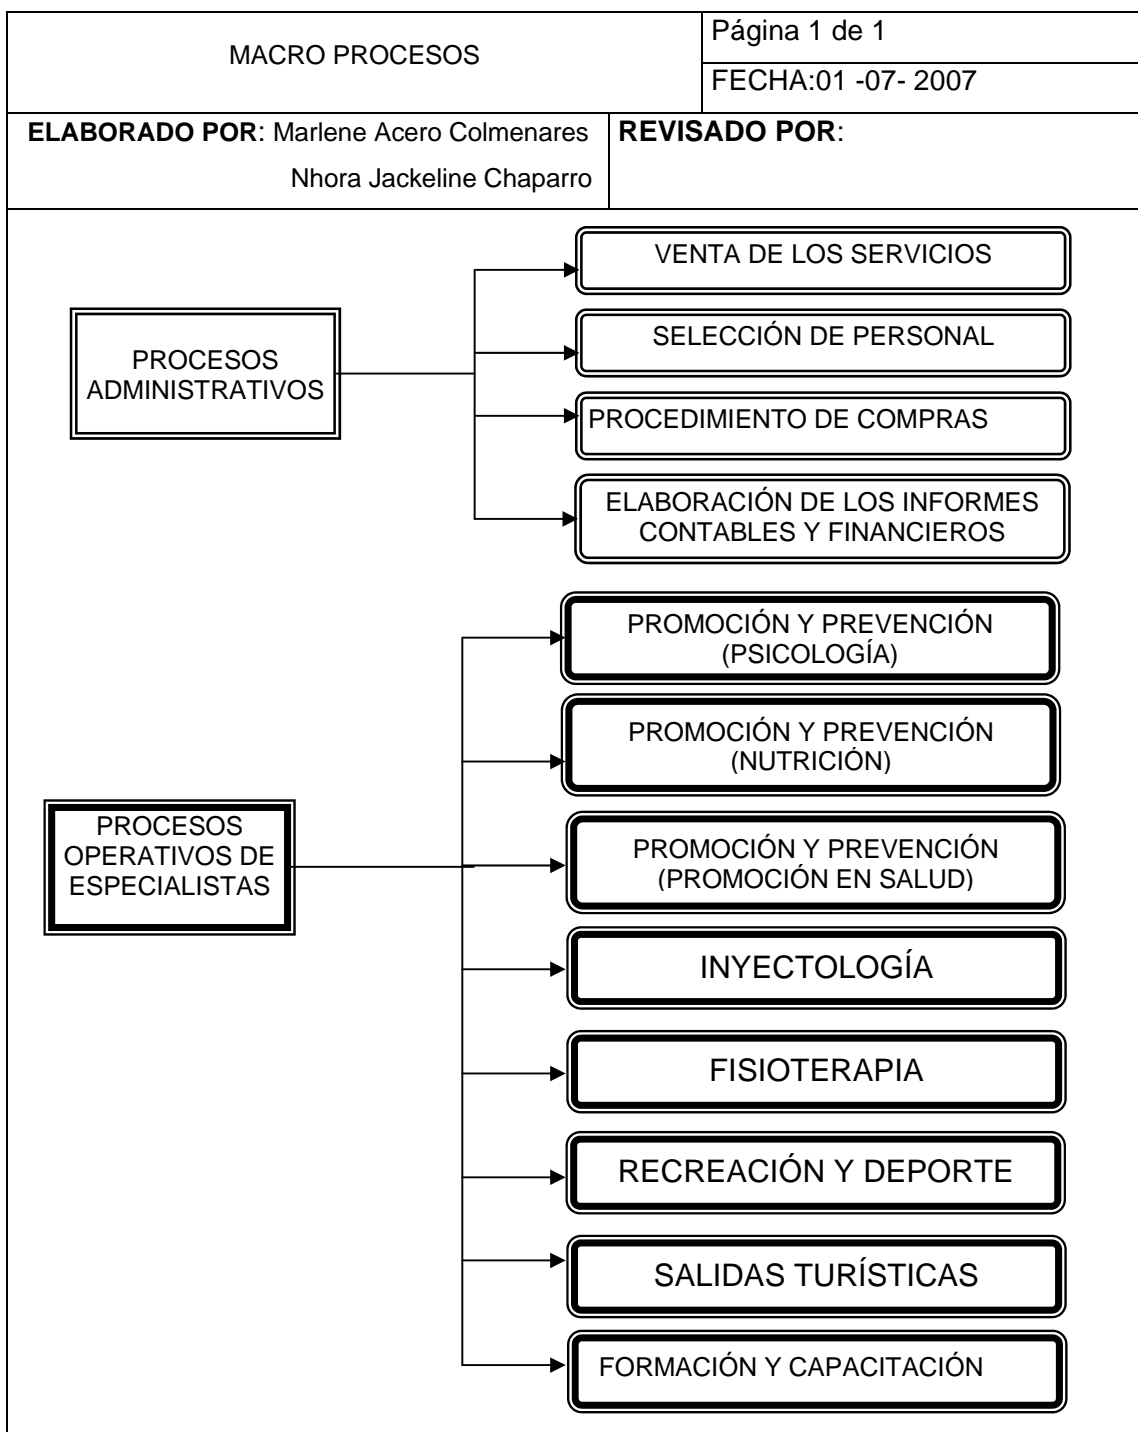 MACRO PROCESOS
Página 1 de 1
FECHA:01 -07- 2007
ELABORADO POR: Marlene Acero Colmenares
Nhora Jackeline Chaparro
REVISADO POR:
PROCESOS
ADMINISTRATIVOS
VENTA DE LOS SERVICIOS
SELECCIÓN DE PERSONAL
PROCEDIMIENTO DE COMPRAS
ELABORACIÓN DE LOS INFORMES
CONTABLES Y FINANCIEROS
PROCESOS
OPERATIVOS DE
ESPECIALISTAS
PROMOCIÓN Y PREVENCIÓN
(PSICOLOGÍA)
PROMOCIÓN Y PREVENCIÓN
(NUTRICIÓN)
PROMOCIÓN Y PREVENCIÓN
(PROMOCIÓN EN SALUD)
INYECTOLOGÍA
FISIOTERAPIA
RECREACIÓN Y DEPORTE
SALIDAS TURÍSTICAS
FORMACIÓN Y CAPACITACIÓN